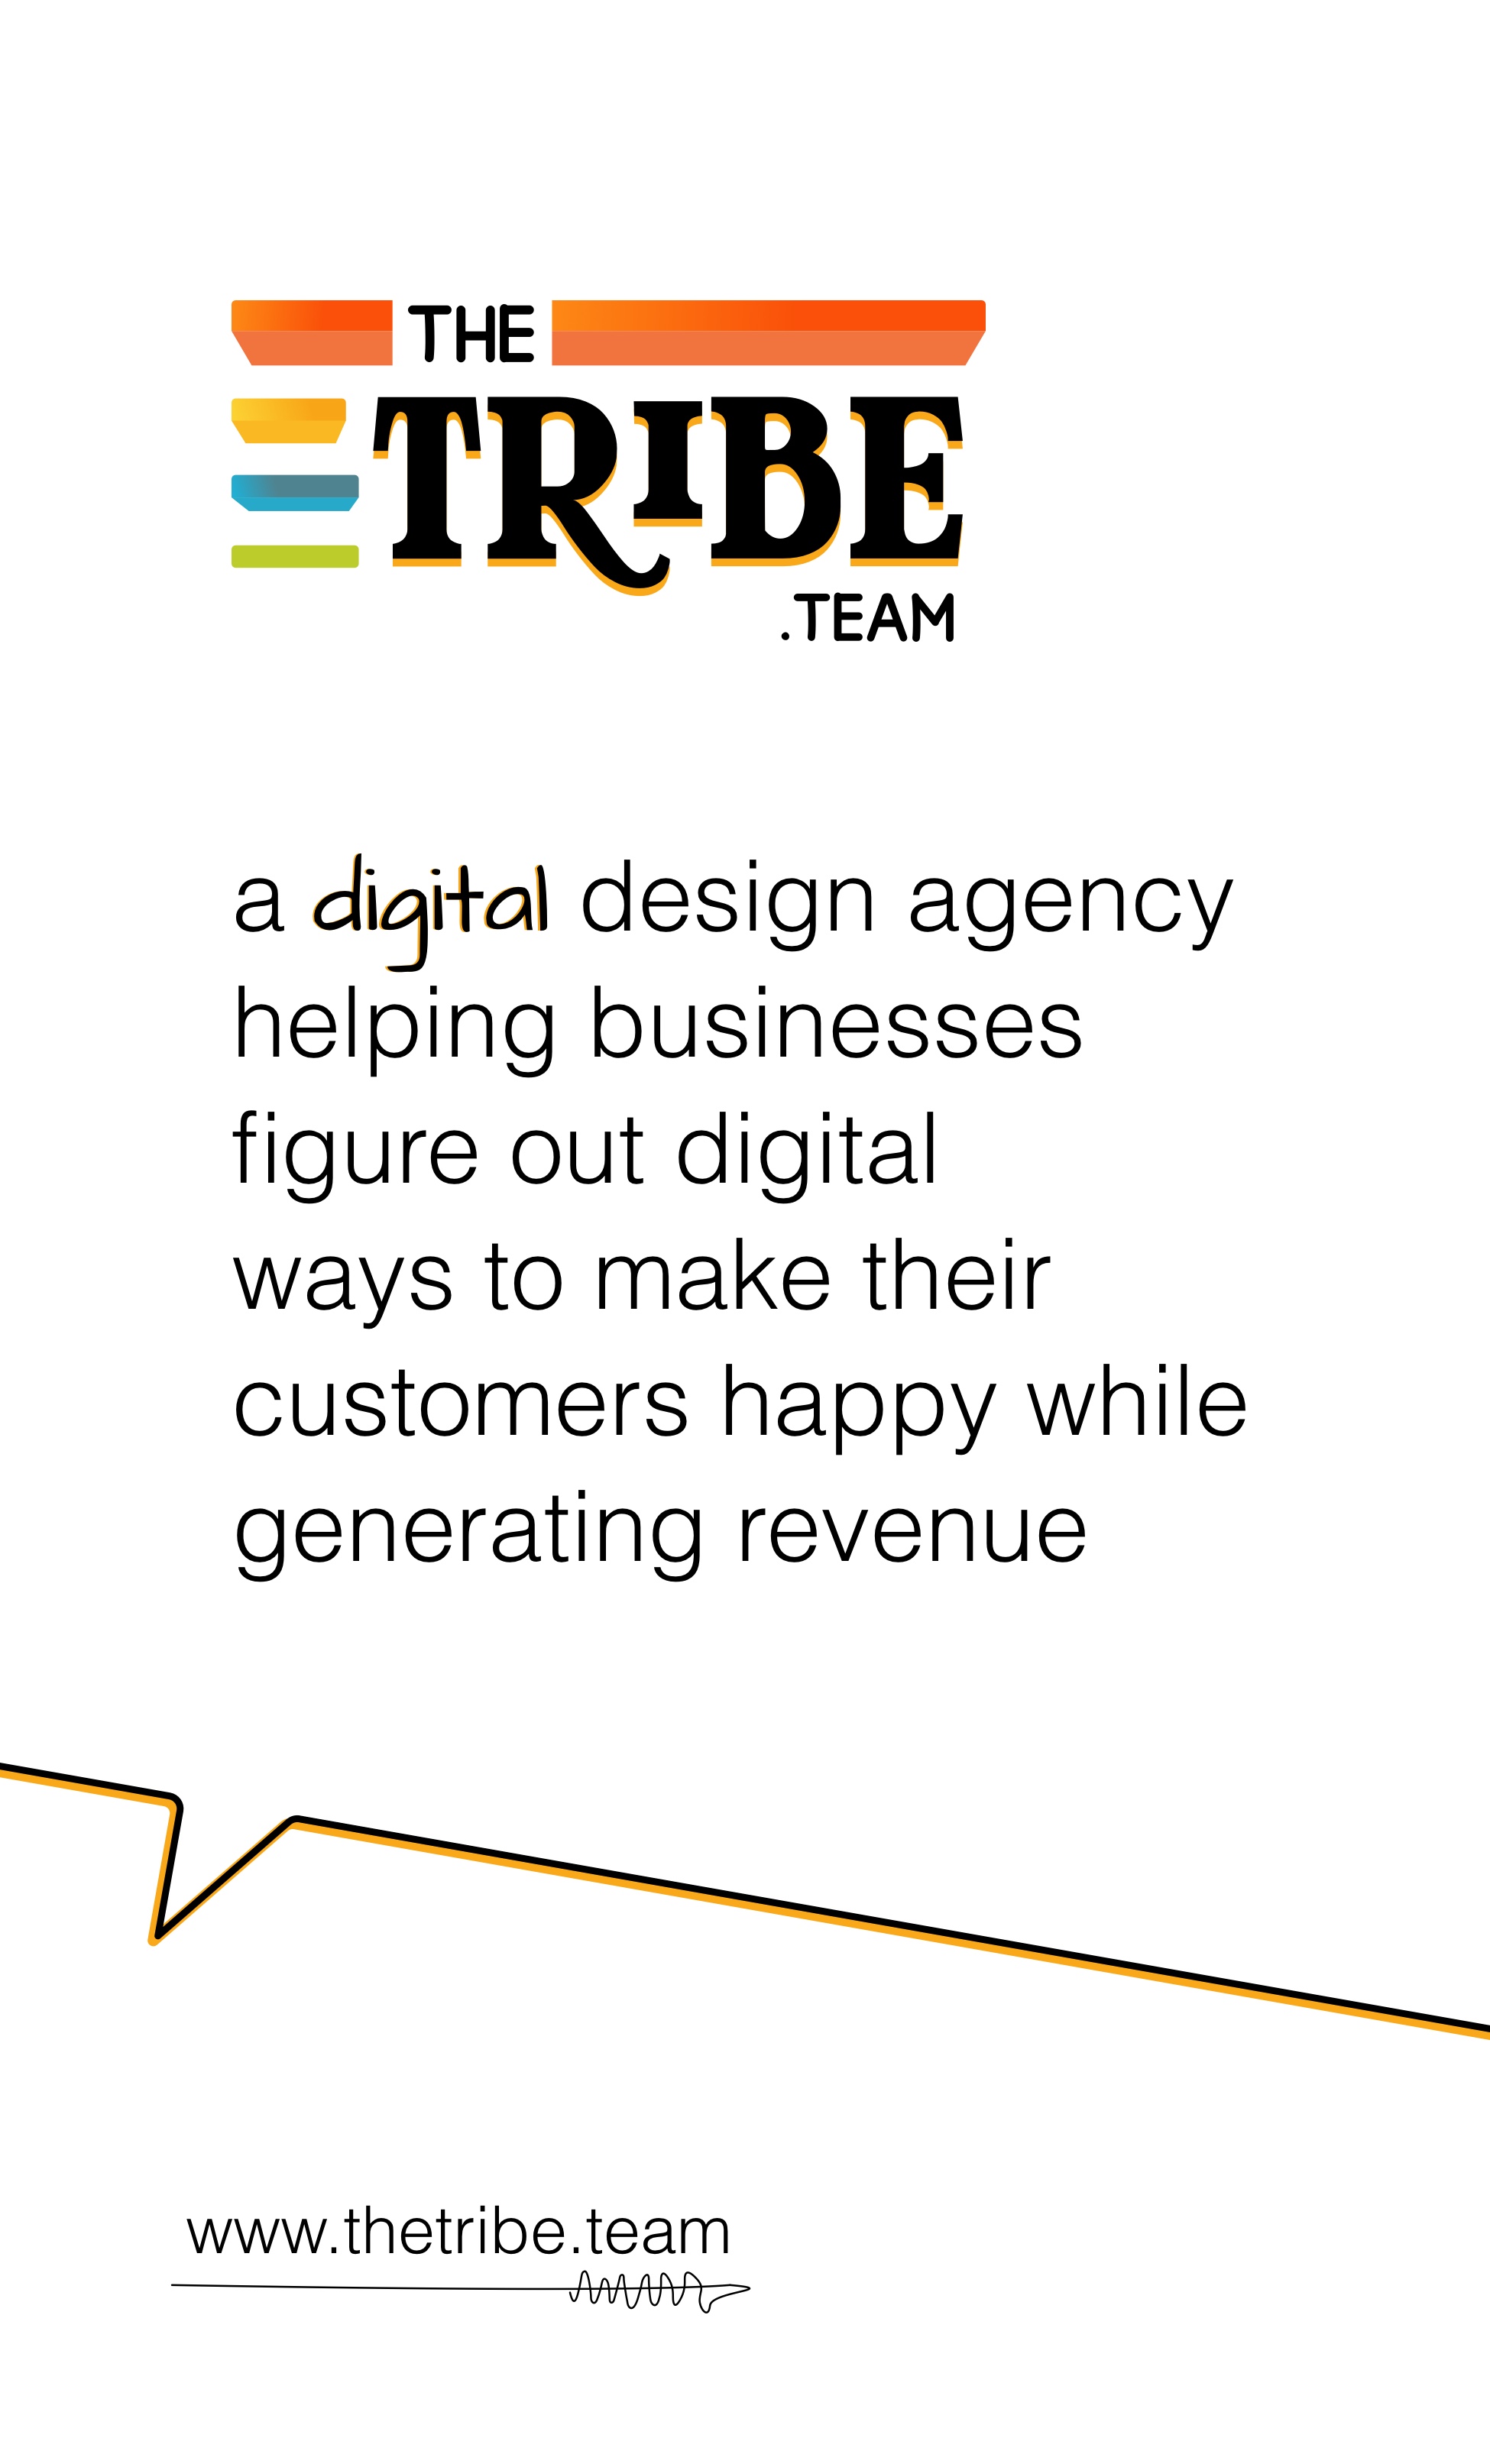 THE
TRIBE
.TEAM
a digital design agency
helping businesses
figure out digital
ways to make their
customers happy while
generating revenue
www.thetribe.team